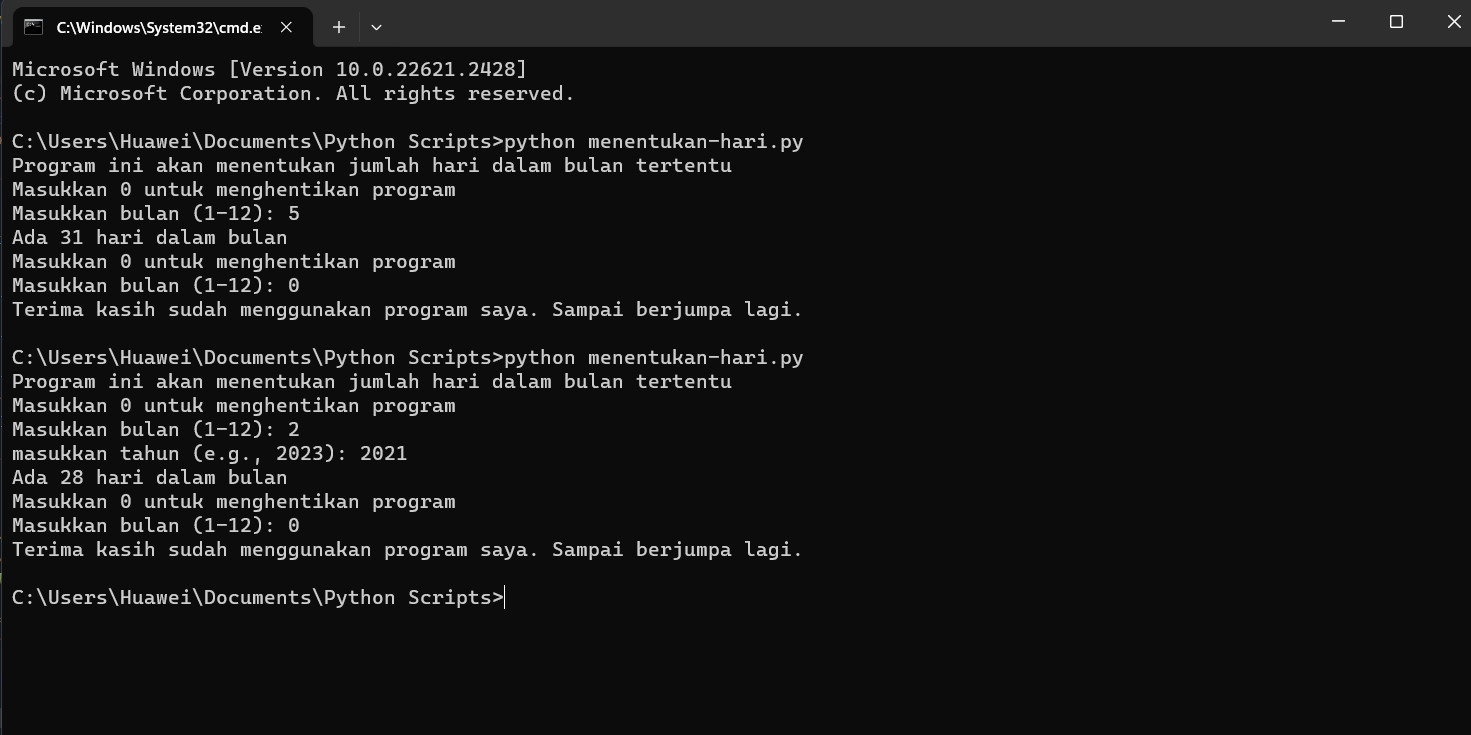 C:\Windows\System32\cmd.e
Microsoft Windows [Version 10.0.22621.2428]
(c) Microsoft Corporation. All rights reserved.
C:\Users\Huawei\Documents\Python Scripts>python menentukan-hari.py
Program ini akan menentukan jumlah hari dalam bulan tertentu
Masukkan 0 untuk menghentikan program
Masukkan bulan (1-12): 5
Ada 31 hari dalam bulan
Masukkan 0 untuk menghentikan program
Masukkan bulan (1-12): 0
Terima kasih sudah menggunakan program saya. Sampai berjumpa lagi.
C:\Users\Huawei\Documents\Python Scripts>python menentukan-hari.py
Program ini akan menentukan jumlah hari dalam bulan tertentu
Masukkan 0 untuk menghentikan program
Masukkan bulan (1-12): 2
masukkan tahun (e.g., 2023): 2021
Ada 28 hari dalam bulan
Masukkan 0 untuk menghentikan program
Masukkan bulan (1-12): 0
Terima kasih sudah menggunakan program saya. Sampai berjumpa lagi.
C:\Users\Huawei\Documents\Python Scripts>